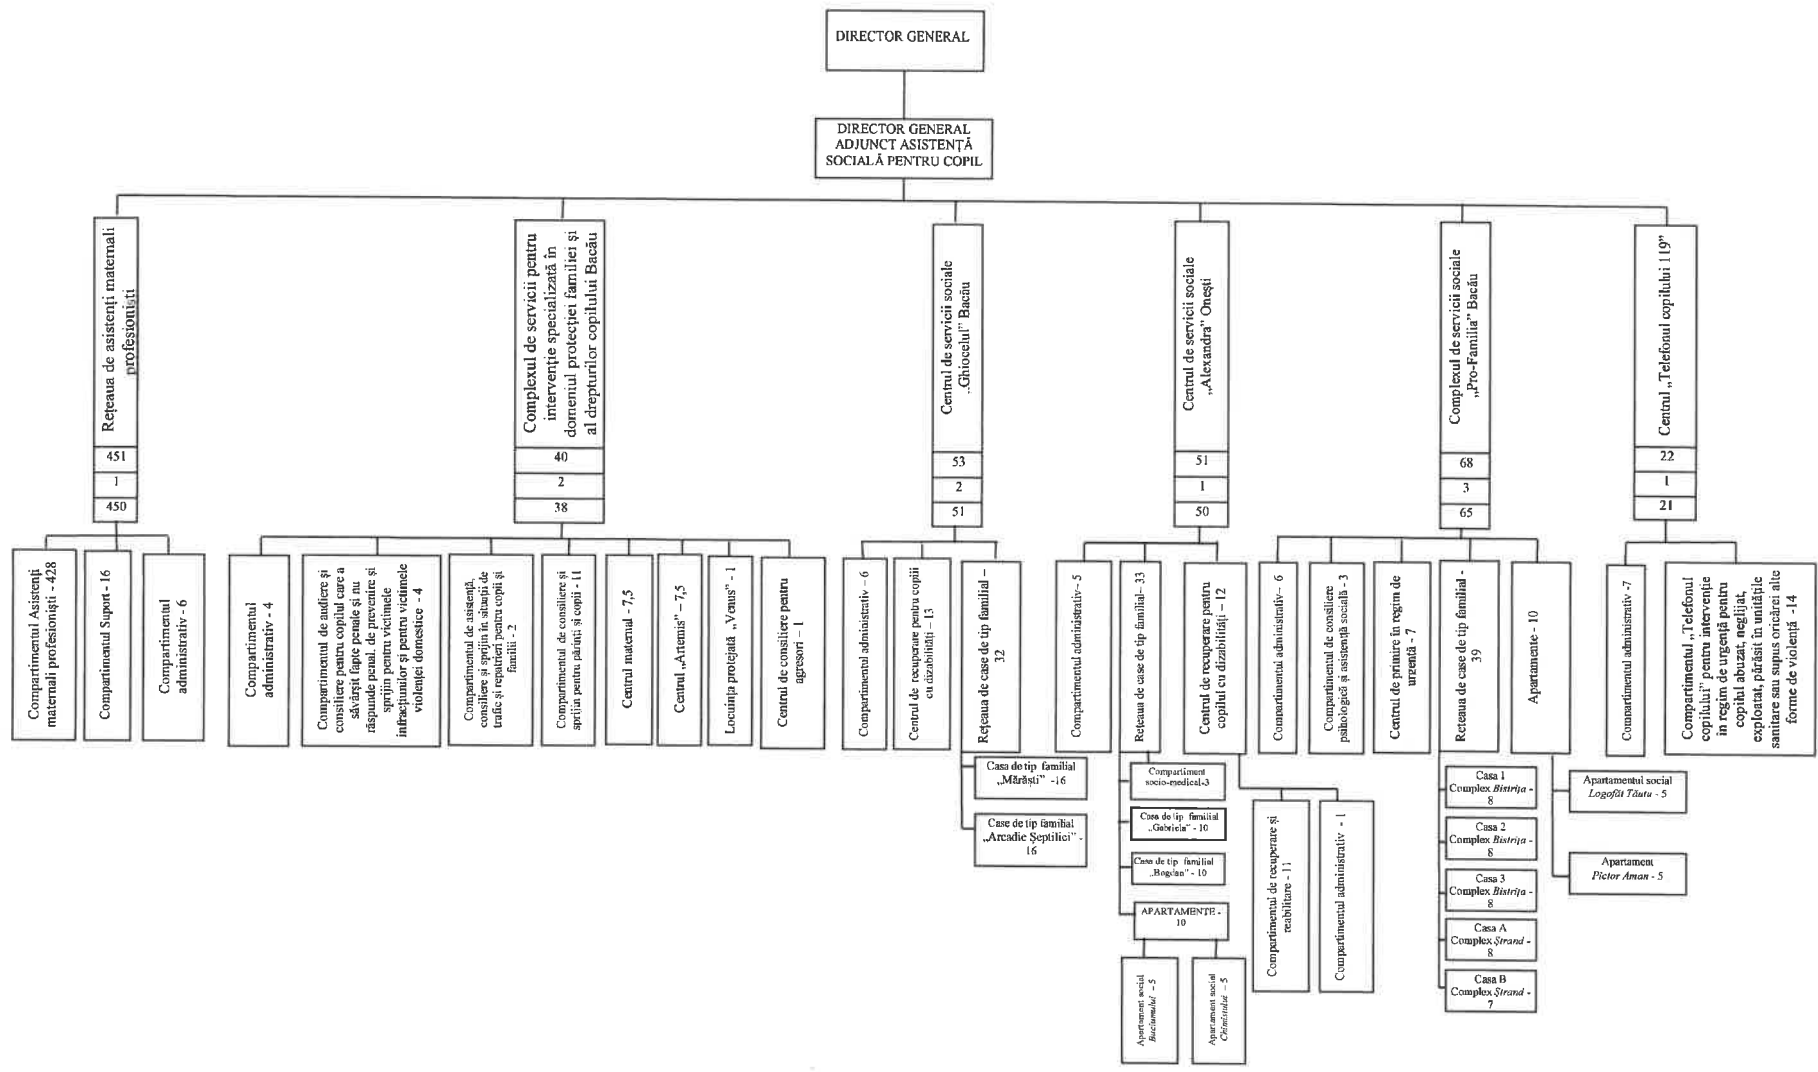 DIRECTOR GENERAL
DIRECTOR GENERAL
ADJUNCT ASISTENȚĂ
SOCIALĂ PENTRU COPIL
Rețeaua de asistenți maternali
profesioniști
451
1
450
Complexul de servicii pentru
intervenție specializată în
domeniul protecției familiei și
al drepturilor copilului Bacău
40
2
38
Centrul de servicii sociale
„Ghiocelul” Bacău
53
2
51
Centrul de servicii sociale
„Alexandra” Onești
51
1
50
Complexul de servicii sociale
„Pro-Familia” Bacău
68
3
65
Centrul „Telefonul copilului 119”
22
1
21
Compartimentul Asistenți
maternali profesioniști - 428
Compartimentul Suport - 16
Compartimentul
administrativ - 6
Compartimentul
administrativ - 4
Compartimentul de audiere și
consiliere pentru copilul care a
săvârșit fapte penale și nu
răspunde penal, de prevenire și
sprijin pentru victimele
infracțiunilor și pentru victimele
violenței domestice - 4
Compartimentul de asistență,
consiliere și sprijin în situații de
trafic și repatrieri pentru copii și
familii - 2
Compartimentul de consiliere și
sprijin pentru părinți și copii - 11
Centrul maternal - 7,5
Centrul „Artemis” – 7,5
Locuința protejată „Venus” - 1
Centrul de consiliere pentru
agresori – 1
Compartimentul administrativ – 6
Centrul de recuperare pentru copiii
cu dizabilități – 13
Rețeaua de case de tip familial –
32
Casa de tip familial
„Mărăști” -16
Case de tip familial
„Arcadie Șeptilici” -
16
Compartimentul administrativ– 5
Rețeaua de case de tip familial– 33
Centrul de recuperare pentru
copilul cu dizabilități – 12
Compartiment
socio-medical-3
Casa de tip familial
„Gabriela” - 10
Casa de tip familial
„Bogdan” - 10
APARTAMENTE -
10
Apartament social
Buciumului – 5
Apartament social
Chimistului – 5
Compartimentul de recuperare și
reabilitare - 11
Compartimentul administrativ - 1
Compartimentul administrativ– 6
Compartimentul de consiliere
psihologică și asistență socială – 3
Centrul de primire în regim de
urgență - 7
Rețeaua de case de tip familial -
39
Apartamente - 10
Casa 1
Complex Bistrița -
8
Casa 2
Complex Bistrița -
8
Casa 3
Complex Bistrița -
8
Casa A
Complex Ștrand -
8
Casa B
Complex Ștrand -
7
Apartamentul social
Logofăt Tăutu - 5
Apartament
Pictor Aman - 5
Compartimentul administrativ -7
Compartimentul „Telefonul
copilului” pentru intervenție
în regim de urgență pentru
copilul abuzat, neglijat,
exploatat, părăsit în unitățile
sanitare sau supus oricărei alte
forme de violență -14